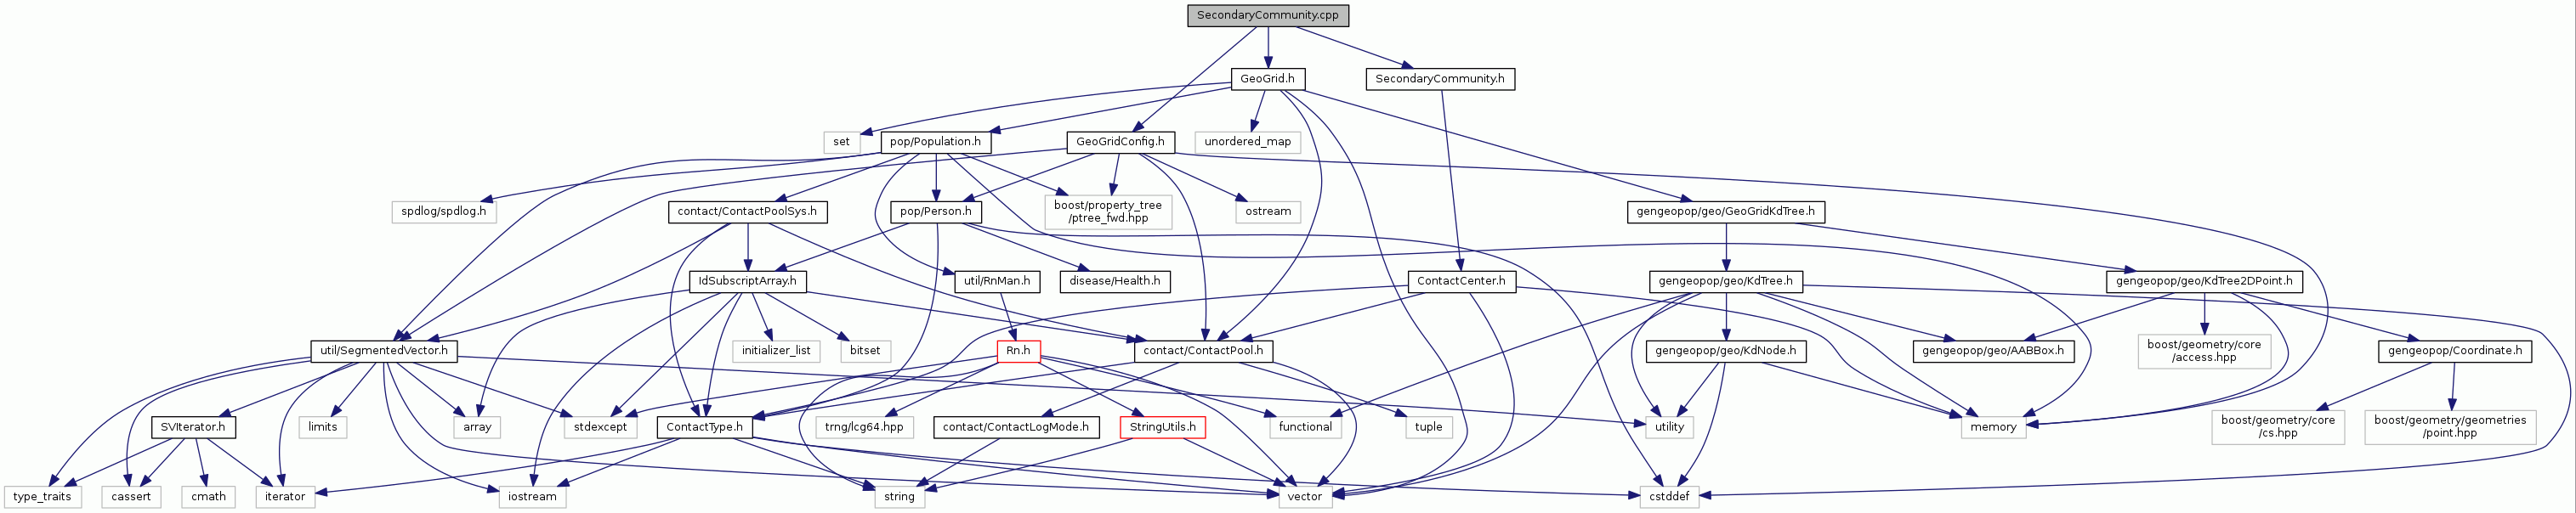 SecondaryCommunity.cpp
GeoGrid.h
SecondaryCommunity.h
set
pop/Population.h
GeoGridConfig.h
unordered_map
spdlog/spdlog.h
contact/ContactPoolSys.h
pop/Person.h
boost/property_tree
/ptree_fwd.hpp
ostream
gengeopop/geo/GeoGridKdTree.h
IdSubscriptArray.h
util/RnMan.h
disease/Health.h
ContactCenter.h
gengeopop/geo/KdTree.h
gengeopop/geo/KdTree2DPoint.h
util/SegmentedVector.h
initializer_list
bitset
Rn.h
contact/ContactPool.h
gengeopop/geo/KdNode.h
gengeopop/geo/AABBox.h
boost/geometry/core
/access.hpp
gengeopop/Coordinate.h
SVIterator.h
limits
array
stdexcept
ContactType.h
trng/lcg64.hpp
contact/ContactLogMode.h
StringUtils.h
functional
tuple
utility
memory
boost/geometry/core
/cs.hpp
boost/geometry/geometries
/point.hpp
type_traits
cassert
cmath
iterator
iostream
string
vector
cstddef